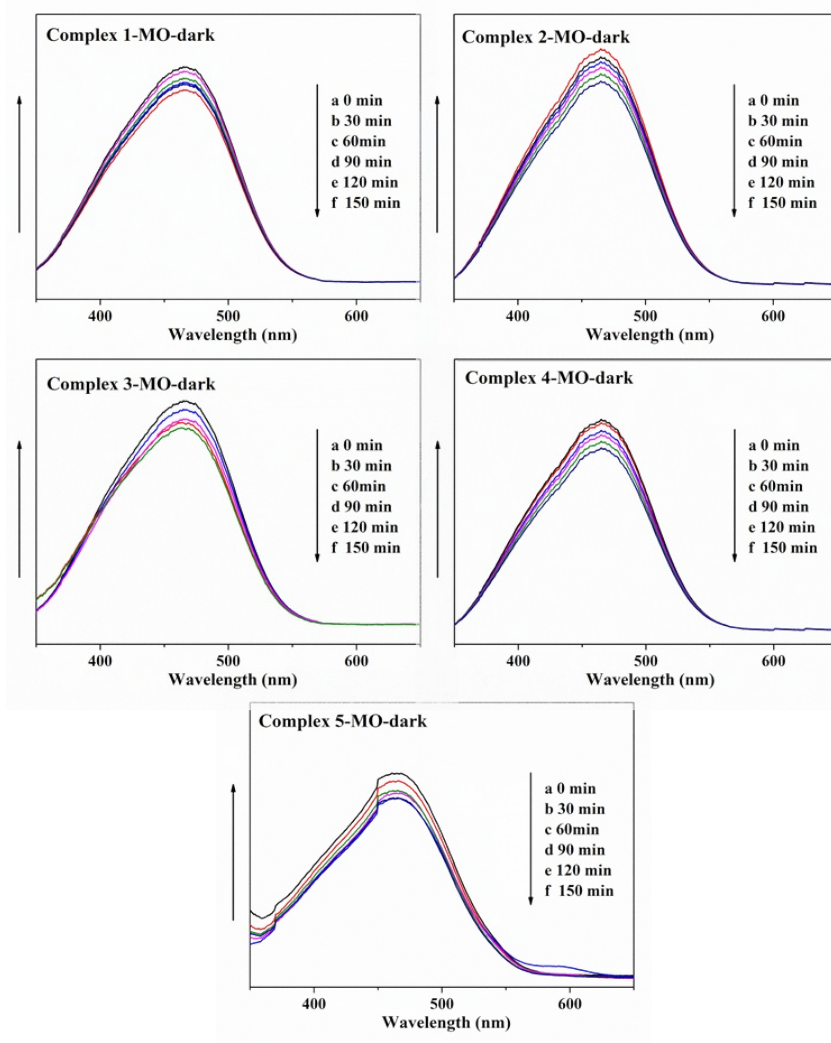 Complex 1-MO-dark
a 0 min
b 30 min
c 60min
d 90 min
e 120 min
f 150 min
400 500 600
Wavelength (nm)
Complex 2-MO-dark
a 0 min
b 30 min
c 60min
d 90 min
e 120 min
f 150 min
400 500 600
Wavelength (nm)
Complex 3-MO-dark
a 0 min
b 30 min
c 60min
d 90 min
e 120 min
f 150 min
400 500 600
Wavelength (nm)
Complex 4-MO-dark
a 0 min
b 30 min
c 60min
d 90 min
e 120 min
f 150 min
400 500 600
Wavelength (nm)
Complex 5-MO-dark
a 0 min
b 30 min
c 60min
d 90 min
e 120 min
f 150 min
400 500 600
Wavelength (nm)